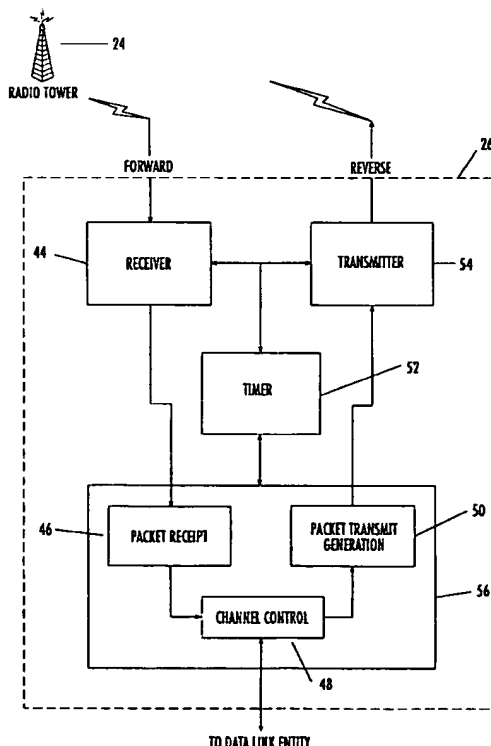 24
RADIO TOWER
FORWARD
REVERSE
26
44
RECEIVER
TRANSMITTER
54
TIMER
52
46
PACKET RECEIPT
PACKET TRANSMIT
GENERATION
50
CHANNEL CONTROL
56
48
TO DATA LINK ENTITY